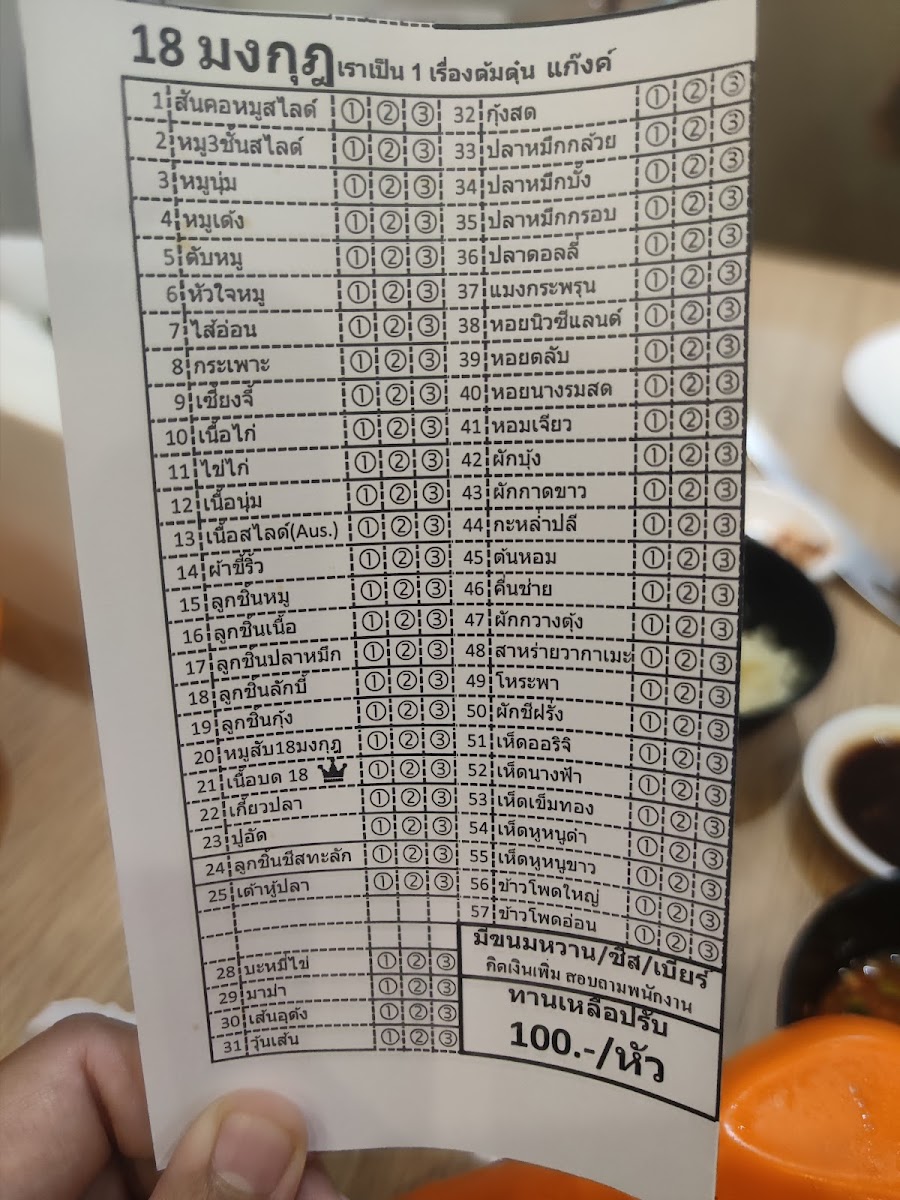 18 มงกุฎ เราเป็น 1 เรื่องต้มตุ๋น แก๊งค์
1 สันคอหมูสไลด์ ① ② ③
2 หมู3ชั้นสไลด์ ① ② ③
3 หมูนุ่ม ① ② ③
4 หมูเด้ง ① ② ③
5 ตับหมู ① ② ③
6 หัวใจหมู ① ② ③
7 ไส้อ่อน ① ② ③
8 กระเพาะ ① ② ③
9 เซี้ยงจี้ ① ② ③
10 เนื้อไก่ ① ② ③
11 ไข่ไก่ ① ② ③
12 เนื้อนุ่ม ① ② ③
13 เนื้อสไลด์(Aus.) ① ② ③
14 ผ้าขี้ริ้ว ① ② ③
15 ลูกชิ้นหมู ① ② ③
16 ลูกชิ้นเนื้อ ① ② ③
17 ลูกชิ้นปลาหมึก ① ② ③
18 ลูกชิ้นลักบี้ ① ② ③
19 ลูกชิ้นกุ้ง ① ② ③
20 หมูสับ18มงกุฎ ① ② ③
21 เนื้อบด 18 ① ② ③
22 เกี๊ยวปลา ① ② ③
23 ปูอัด ① ② ③
24 ลูกชิ้นชีสทะลัก ① ② ③
25 เต้าหู้ปลา ① ② ③
28 บะหมี่ไข่ ① ② ③
29 มาม่า ① ② ③
30 เส้นอุด้ง ① ② ③
31 วุ้นเส้น ① ② ③
32 กุ้งสด ① ② ③
33 ปลาหมึกกล้วย ① ② ③
34 ปลาหมึกบั้ง ① ② ③
35 ปลาหมึกกรอบ ① ② ③
36 ปลาดอลลี่ ① ② ③
37 แมงกระพรุน ① ② ③
38 หอยนิวซีแลนด์ ① ② ③
39 หอยตลับ ① ② ③
40 หอยนางรมสด ① ② ③
41 หอมเจียว ① ② ③
42 ผักบุ้ง ① ② ③
43 ผักกาดขาว ① ② ③
44 กะหล่ำปลี ① ② ③
45 ต้นหอม ① ② ③
46 คื่นช่าย ① ② ③
47 ผักกวางตุ้ง ① ② ③
48 สาหร่ายวากาเมะ ① ② ③
49 โหระพา ① ② ③
50 ผักชีฝรั่ง ① ② ③
51 เห็ดออริจิ ① ② ③
52 เห็ดนางฟ้า ① ② ③
53 เห็ดเข็มทอง ① ② ③
54 เห็ดหูหนูดำ ① ② ③
55 เห็ดหูหนูขาว ① ② ③
56 ข้าวโพดใหญ่ ① ② ③
57 ข้าวโพดอ่อน ① ② ③
มีขนมหวาน/ชีส/เบียร์
คิดเงินเพิ่ม สอบถามพนักงาน
ทานเหลือปรับ
100.-/หัว